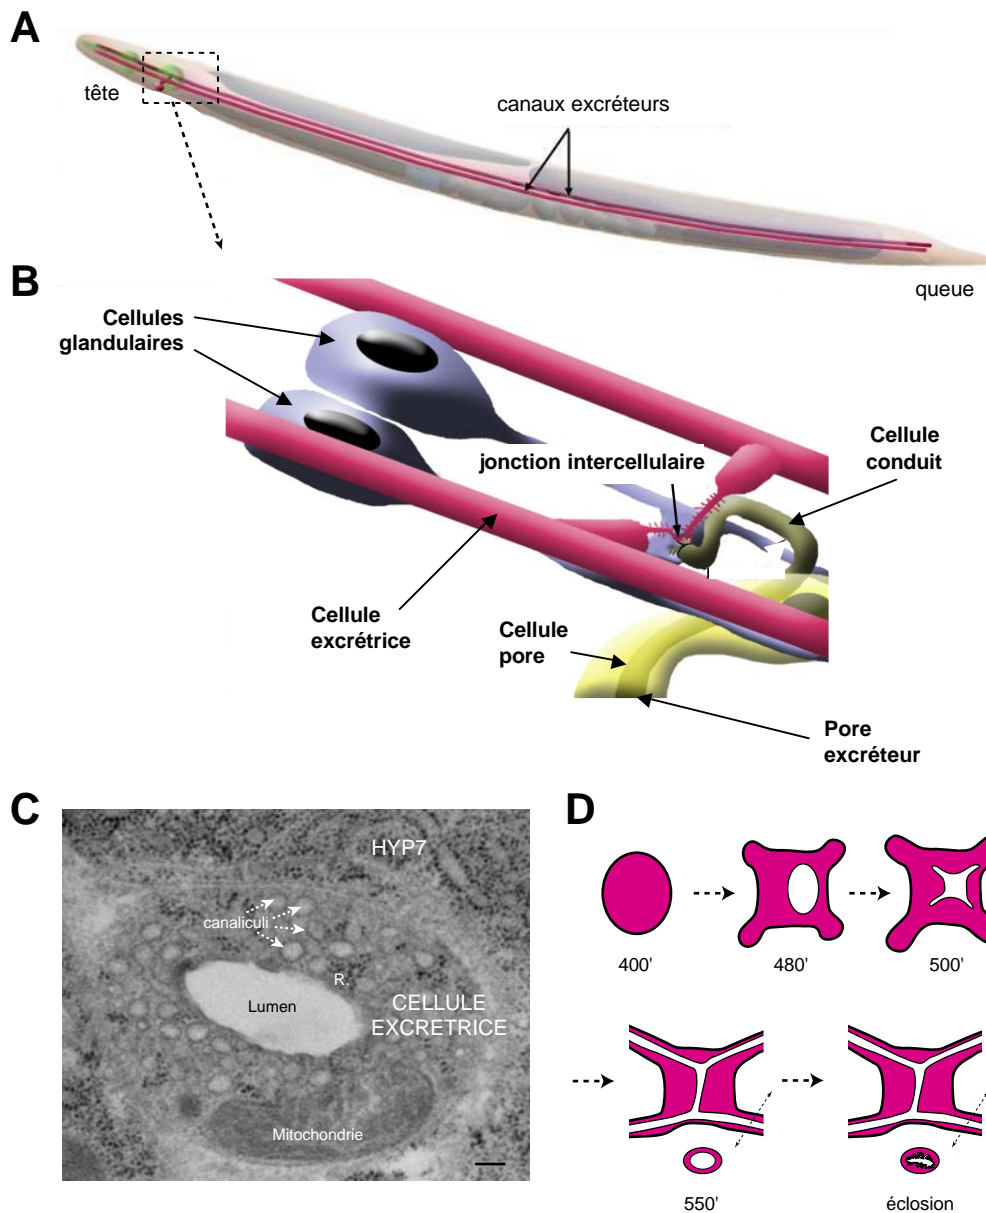 A
tête
canaux excréteurs
queue
B
Cellules
glandulaires
jonction intercellulaire
Cellule
conduit
Cellule
excrétrice
Cellule
pore
Pore
excréteur
C
HYP7
canaliculi
R.
Lumen
CELLULE
EXCRETRICE
Mitochondrie
D
400'
480'
500'
550'
éclosion